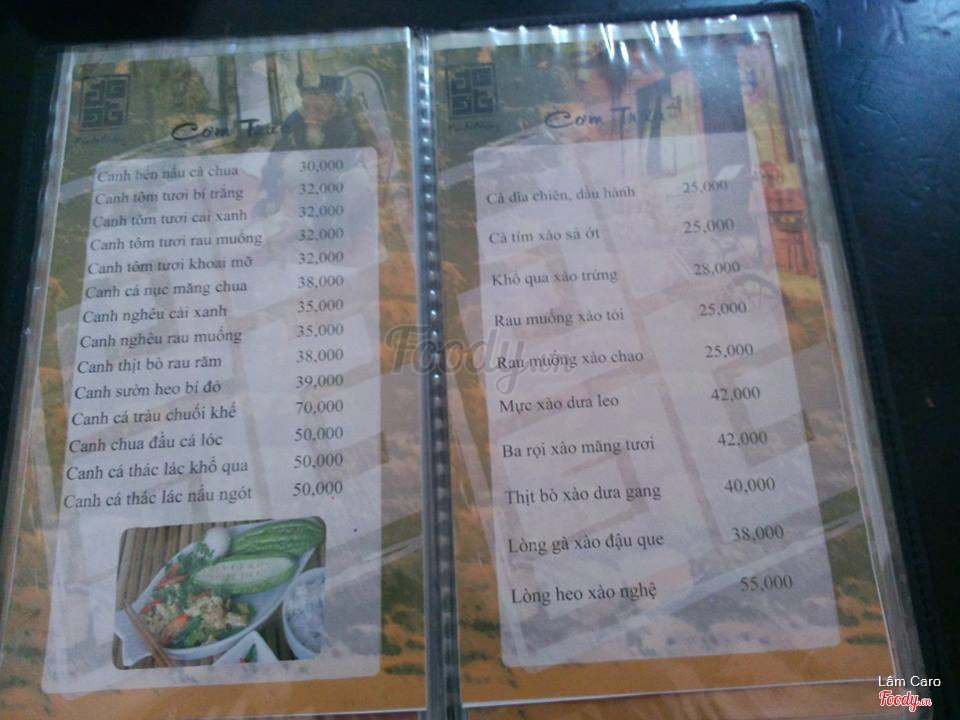 Cơm Trưa
Canh hến nấu cà chua 30,000
Canh tôm tươi bí trăng 32,000
Canh tôm tươi cải xanh 32,000
Canh tôm tươi rau muống 32,000
Canh tôm tươi khoai mỡ 32,000
Canh cá nục măng chua 38,000
Canh nghêu cải xanh 35,000
Canh nghêu rau muống 35,000
Canh thịt bò rau răm 38,000
Canh sườn heo bí đỏ 39,000
Canh cá tràu chuối khế 70,000
Canh chua đầu cá lóc 50,000
Canh cá thác lác khổ qua 50,000
Canh cá thác lác nấu ngót 50,000
Cơm Trưa
Cà dĩa chiên, dầu hành 25,000
Cà tím xào sả ớt 25,000
Khổ qua xào trứng 28,000
Rau muống xào tỏi 25,000
Rau muống xào chao 25,000
Mực xào dưa leo 42,000
Ba rọi xào măng tươi 42,000
Thịt bò xào dưa gang 40,000
Lòng gà xào đậu que 38,000
Lòng heo xào nghệ 55,000
Foody.vn
Lâm Caro
Foody.vn